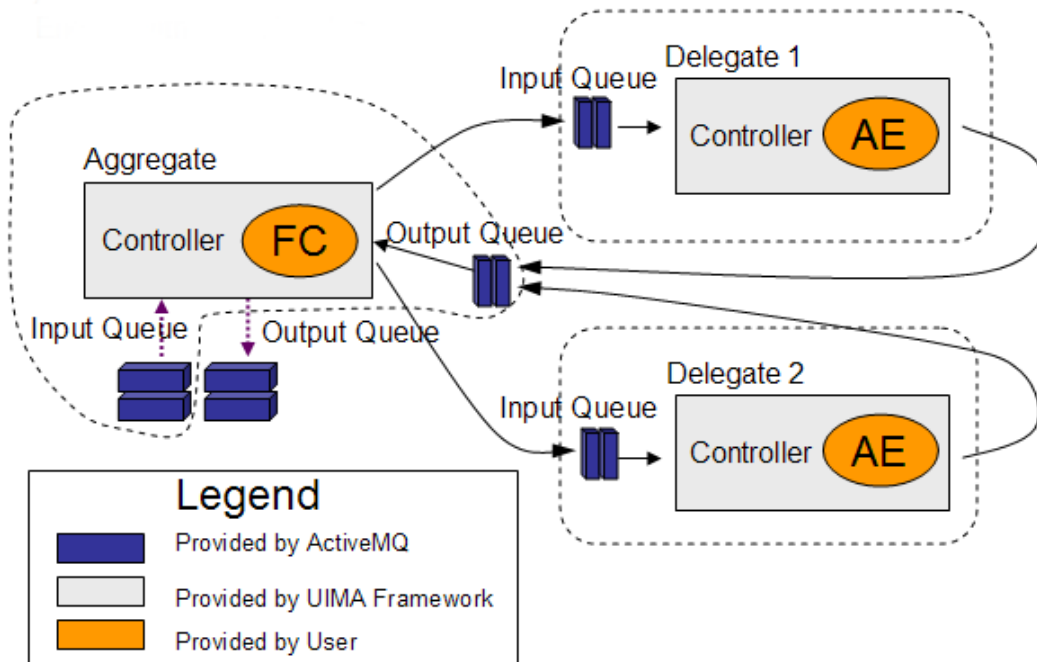 Delegate 1
Input Queue
Controller
AE
Aggregate
Controller
FC
Output Queue
Input Queue
Output Queue
Delegate 2
Input Queue
Controller
AE
Legend
Provided by ActiveMQ
Provided by UIMA Framework
Provided by User